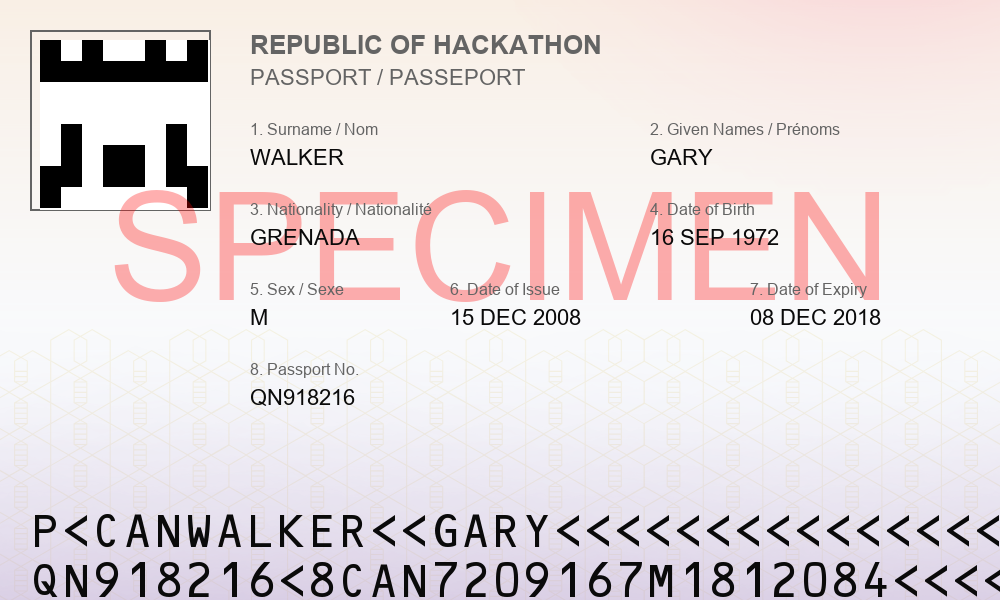 REPUBLIC OF HACKATHON
PASSPORT / PASSEPORT
1. Surname / Nom
WALKER
2. Given Names / Prénoms
GARY
SPECIMEN
3. Nationality / Nationalité
GRENADA
4. Date of Birth
16 SEP 1972
5. Sex / Sexe
M
6. Date of Issue
15 DEC 2008
7. Date of Expiry
08 DEC 2018
8. Passport No.
QN918216
P<CANWALKER<<GARY<<<<<<<<<<<<<<<
QN918216<8CAN7209167M1812084<<<<